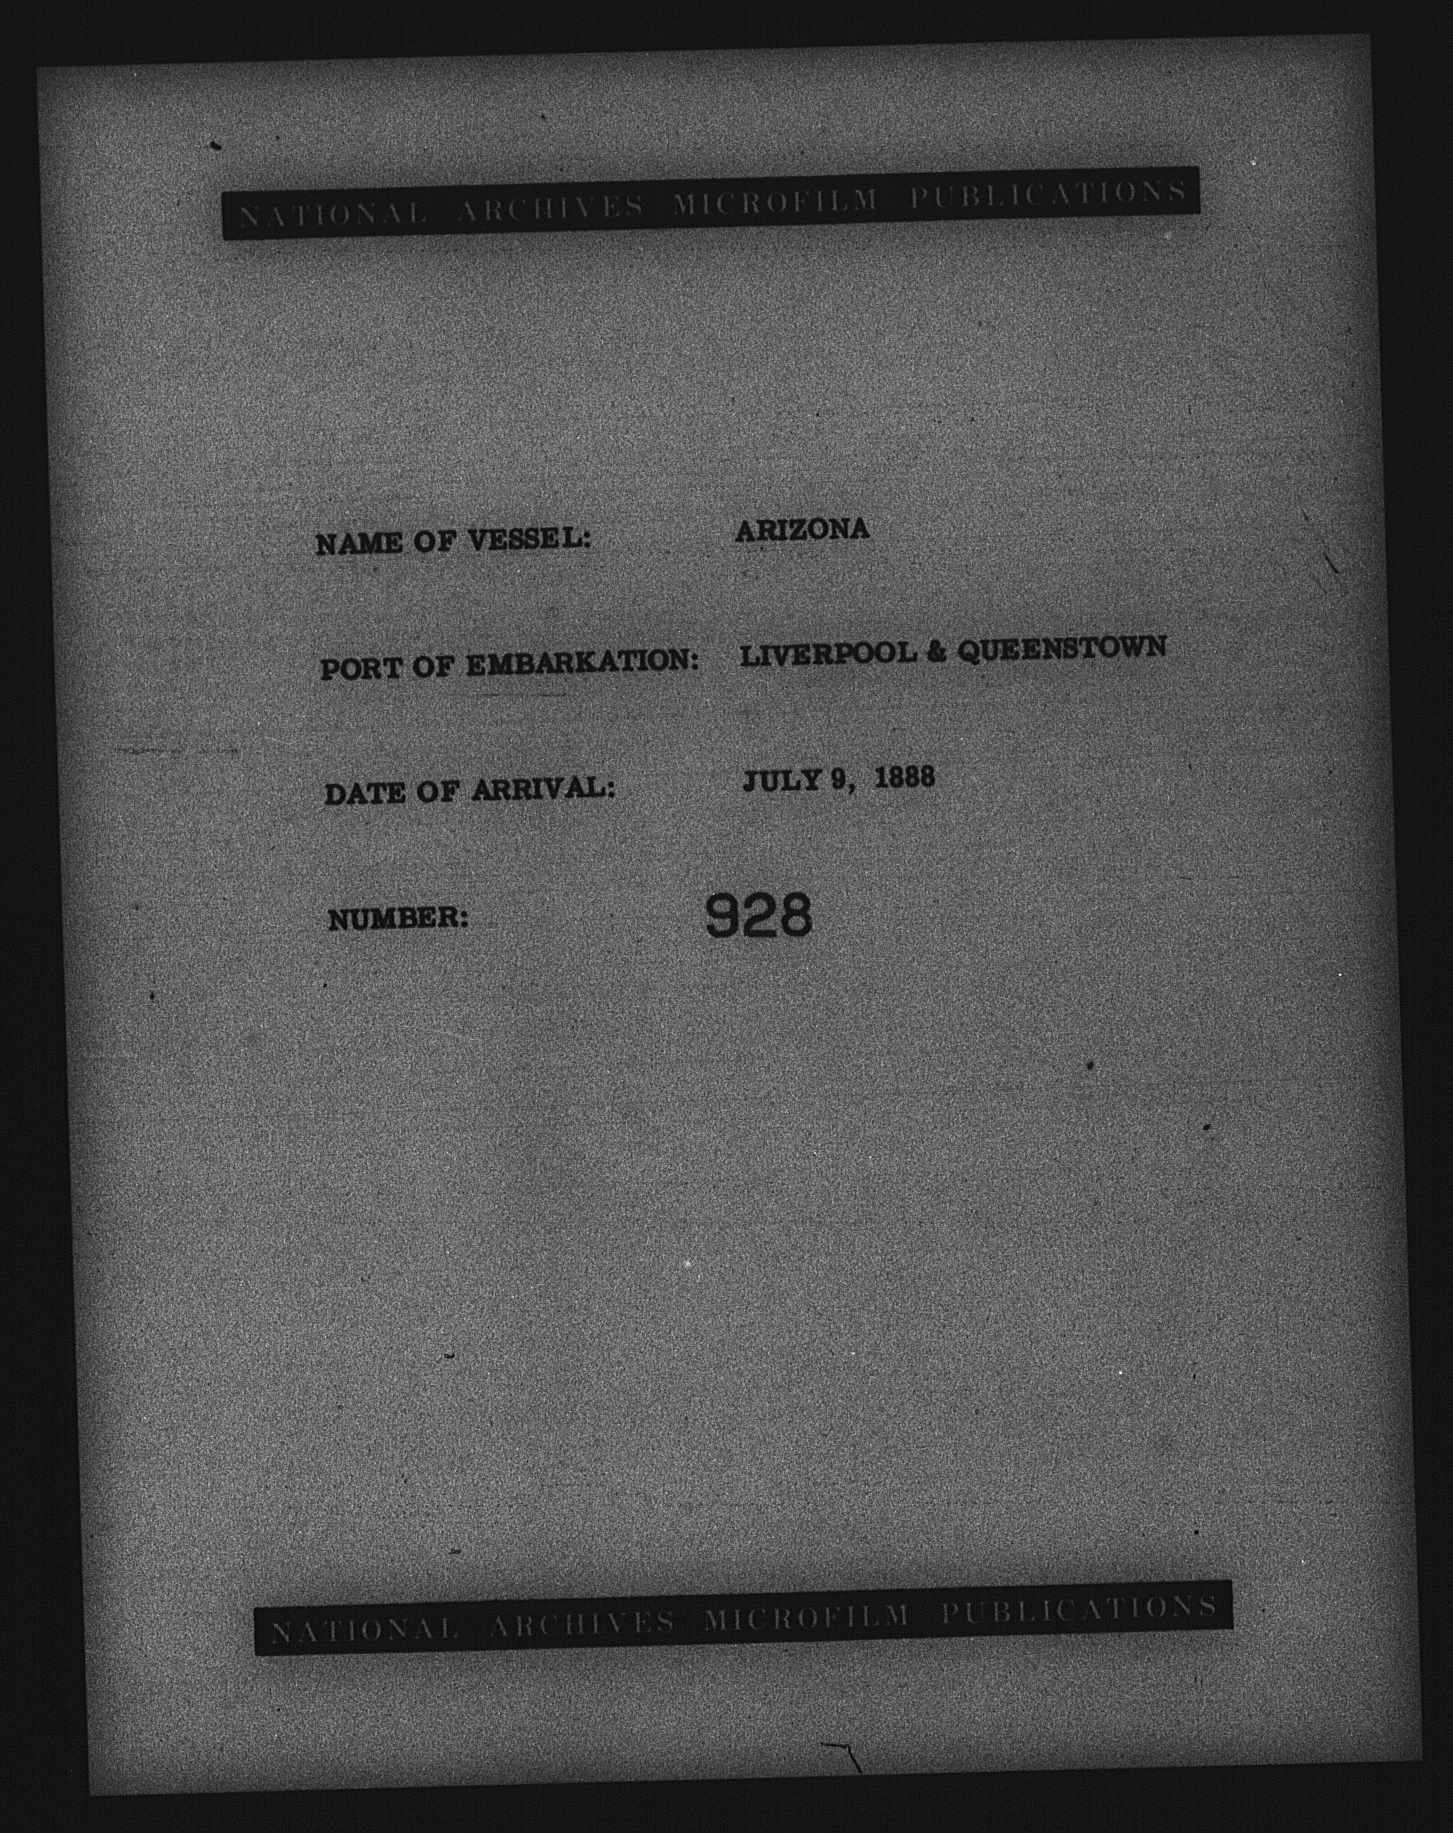 NATIONAL ARCHIVES MICROFILM PUBLICATIONS
NAME OF VESSEL: ARIZONA
PORT OF EMBARKATION: LIVERPOOL & QUEENSTOWN
DATE OF ARRIVAL: JULY 9, 1888
NUMBER: 928
NATIONAL ARCHIVES MICROFILM PUBLICATIONS